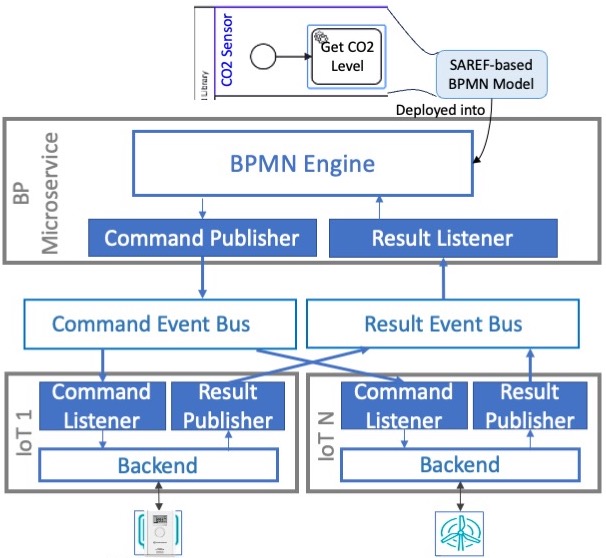 CO2 Sensor
l Library
Get CO2
Level
SAREF-based
BPMN Model
Deployed into
BP
Microservice
BPMN Engine
Command Publisher
Result Listener
Command Event Bus
Result Event Bus
IoT 1
Command
Listener
Result
Publisher
Backend
IoT N
Command
Listener
Result
Publisher
Backend